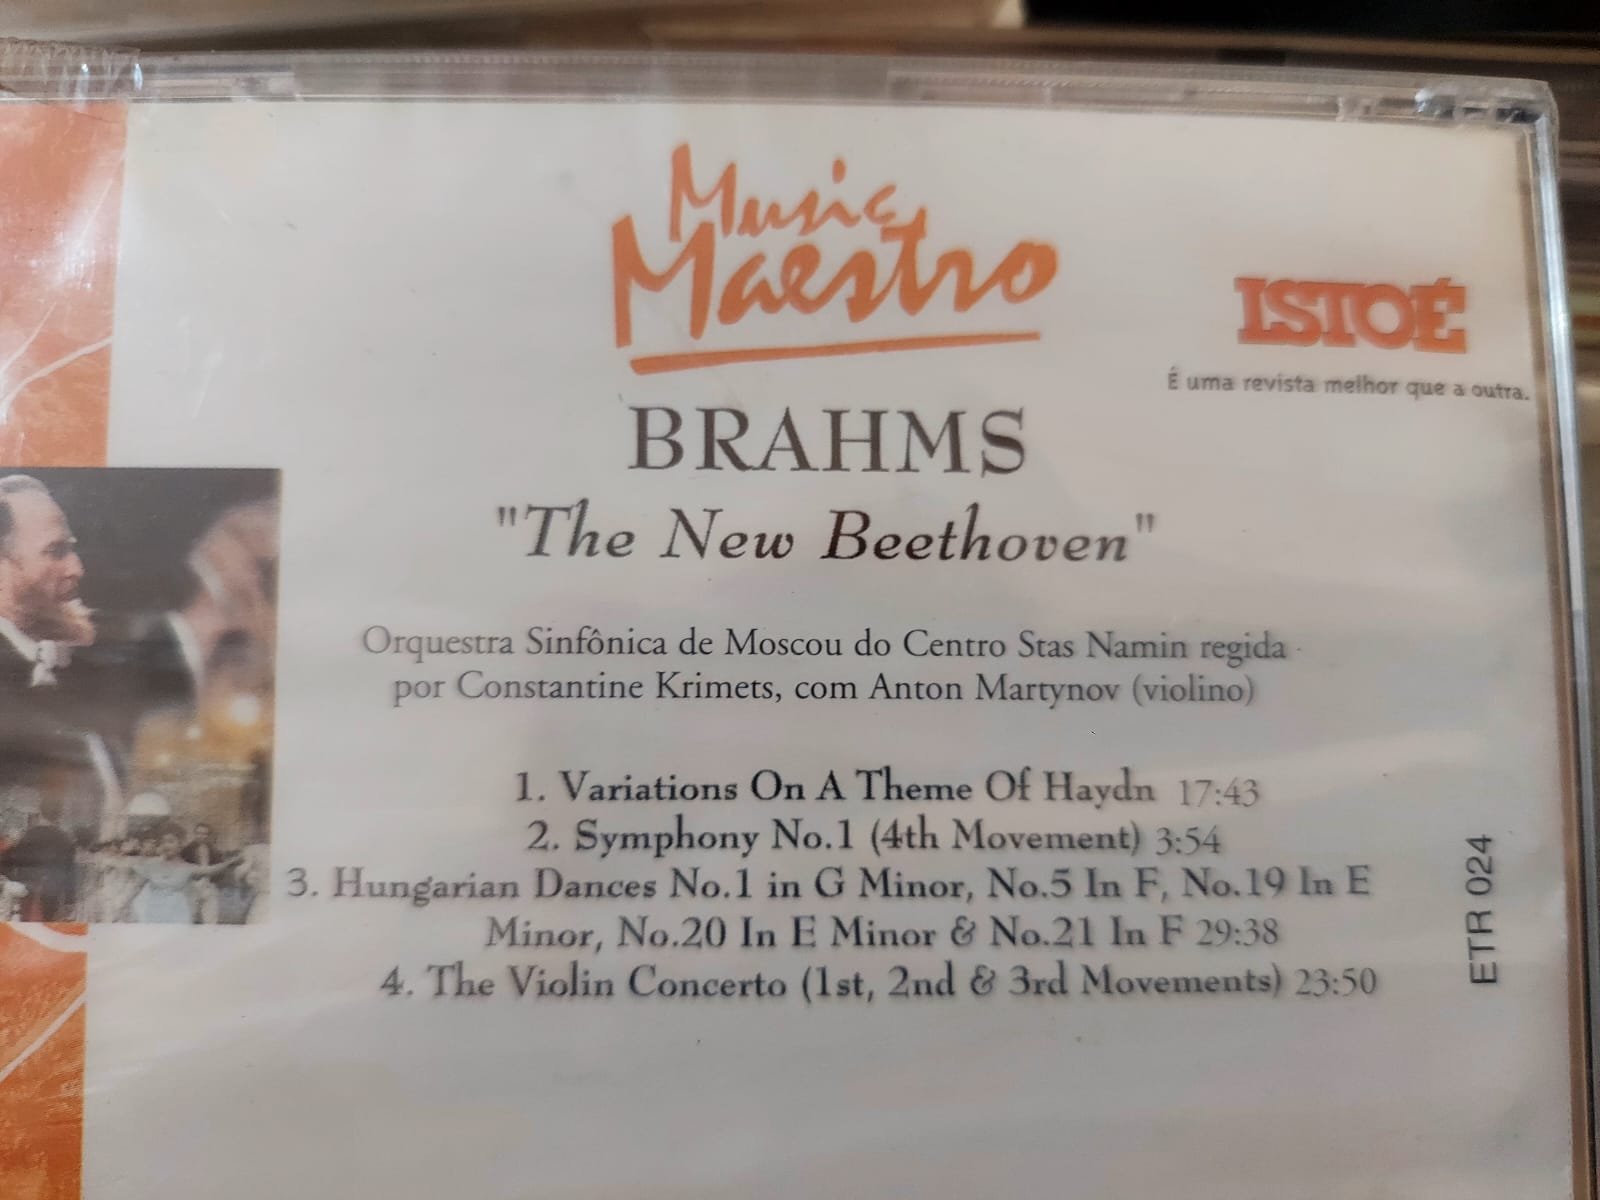 Music
Maestro
ISTOÉ
É uma revista melhor que a outra.
BRAHMS
"The New Beethoven"
Orquestra Sinfônica de Moscou do Centro Stas Namin regida
por Constantine Krimets, com Anton Martynov (violino)
1. Variations On A Theme Of Haydn 17:43
2. Symphony No.1 (4th Movement) 3:54
3. Hungarian Dances No.1 in G Minor, No.5 In F, No.19 In E
Minor, No.20 In E Minor & No.21 In F 29:38
4. The Violin Concerto (1st, 2nd & 3rd Movements) 23:50
ETR 024